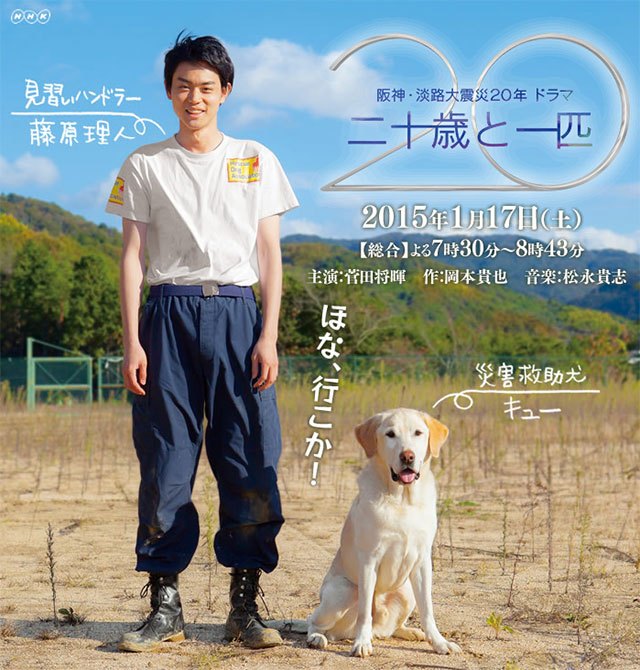 NHK
見習いハンドラー
藤原理人
20
阪神・淡路大震災20年 ドラマ
二十歳と一匹
2015年1月17日(土)
【総合】よる7時30分～8時43分
主演:菅田将暉 作:岡本貴也 音楽:松永貴志
Rescue
Dog
Association
ほな、行こか!
災害救助犬
キュー